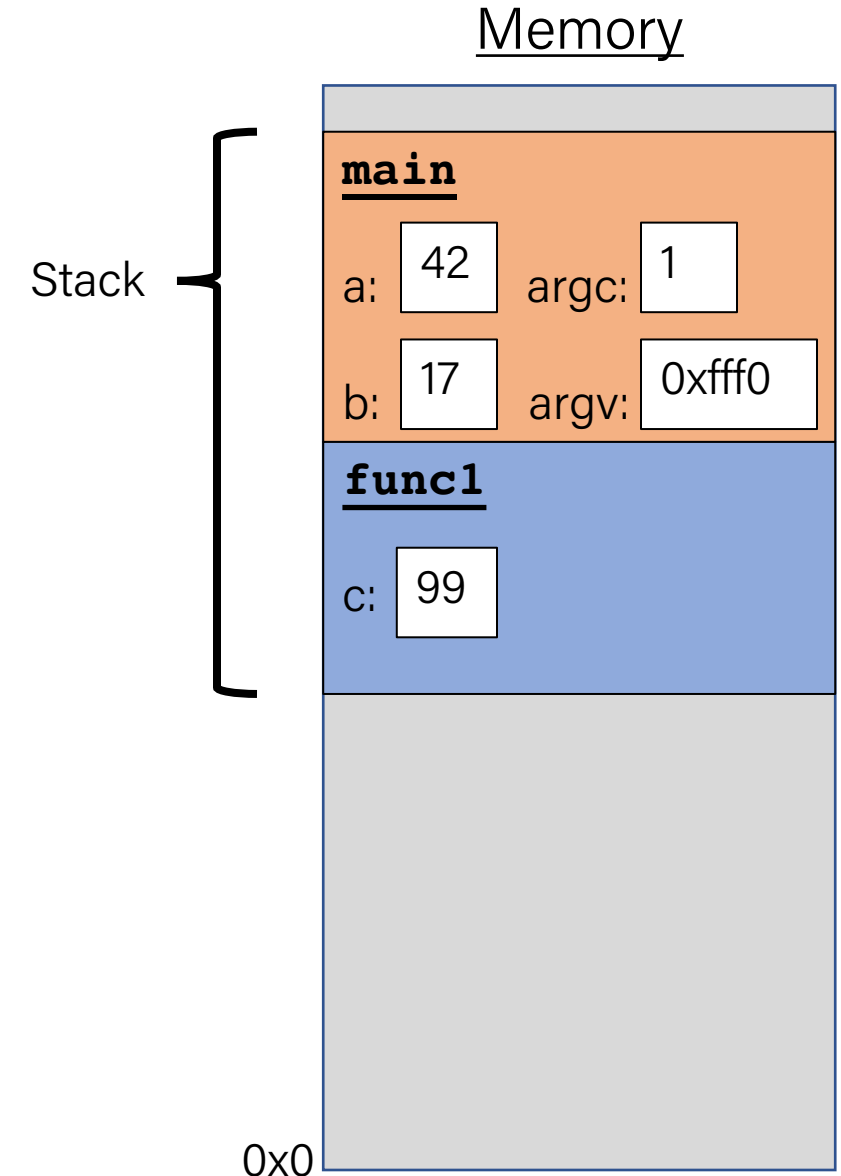 Memory
main
a: 42 argc: 1
Stack
b: 17 argv: 0xfff0
func1
c: 99
0x0